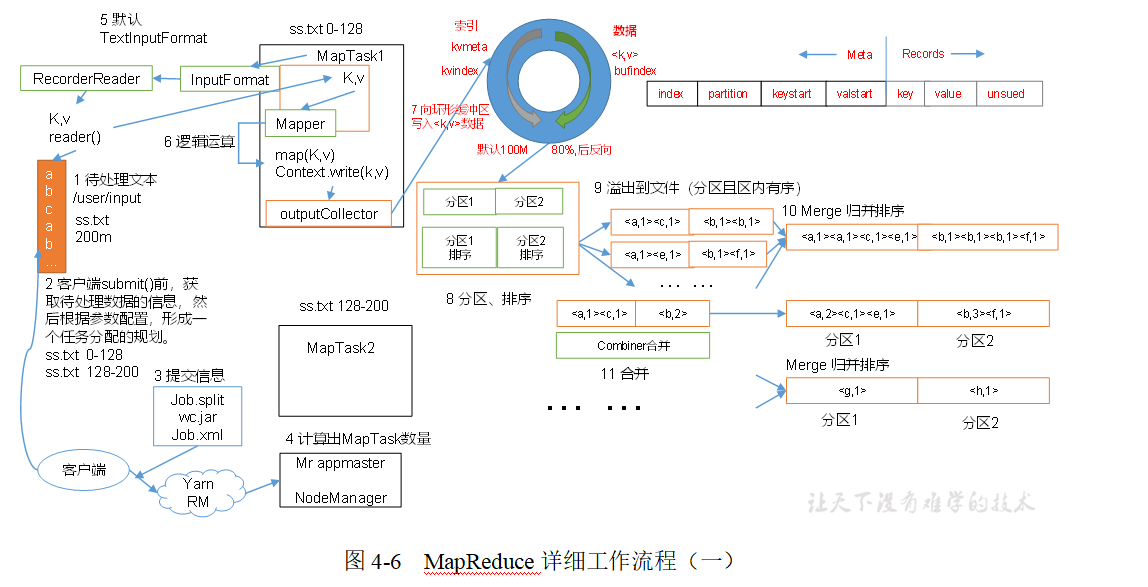 5 默认
TextInputFormat
ss.txt 0-128
MapTask1
RecorderReader
InputFormat
K,v
K,v
reader()
Mapper
6 逻辑运算
map(K,v)
Context.write(k,v)
outputCollector
a
b
c
a
b
...
1 待处理文本
/user/input
ss.txt
200m
2 客户端submit()前，获
取待处理数据的信息，然
后根据参数配置，形成一
个任务分配的规划。
ss.txt 0-128
ss.txt 128-200
3 提交信息
Job.split
wc.jar
Job.xml
客户端
Yarn
RM
4 计算出MapTask数量
Mr appmaster
NodeManager
ss.txt 128-200
MapTask2
索引
kvmeta
kvindex
数据
<k,v>
bufindex
7 向环形缓冲区
写入<k,v>数据
默认100M
80%,后反向
Meta
Records
index
partition
keystart
valstart
key
value
unsued
分区1
分区2
分区1
排序
分区2
排序
8 分区、排序
9 溢出到文件（分区且区内有序）
<a,1><c,1>
<b,1><b,1>
<a,1><e,1>
<b,1><f,1>
... ...
10 Merge 归并排序
<a,1><a,1><c,1><e,1>
<b,1><b,1><b,1><f,1>
<a,1><c,1>
<b,2>
Combiner合并
11 合并
<a,2><c,1><e,1>
<b,3><f,1>
分区1
分区2
Merge 归并排序
<g,1>
<h,1>
分区1
分区2
... ...
让天下没有难学的技术
图 4-6 MapReduce 详细工作流程（一）